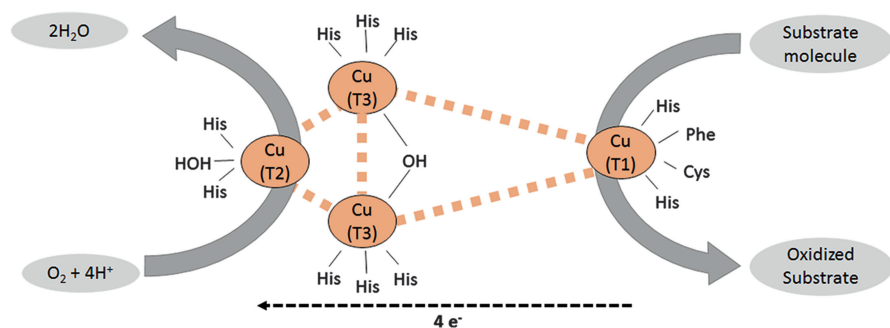 2H₂O
His
His
His
Substrate
molecule
Cu
(T3)
His
HOH
His
Cu
(T2)
OH
His
Phe
Cys
His
Cu
(T1)
Cu
(T3)
His
His
His
O₂ + 4H⁺
Oxidized
Substrate
4 e⁻